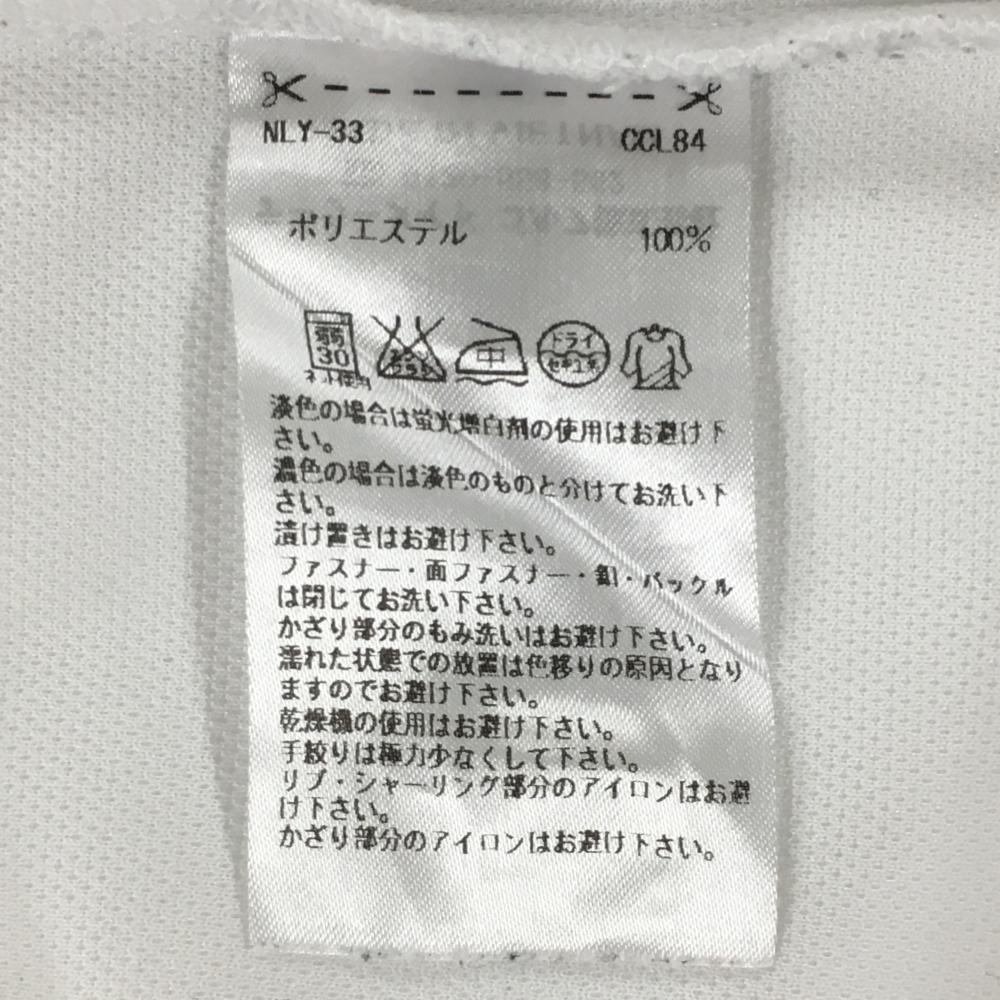 NLY-33 CCL84
ポリエステル 100%
弱 30 ネット使用 エンソ サラシ 中 ドライ セキユ系
淡色の場合は蛍光増白剤の使用はお避け下
さい。
濃色の場合は淡色のものと分けてお洗い下
さい。
漬け置きはお避け下さい。
ファスナー・面ファスナー・釦・バックル
は閉じてお洗い下さい。
かざり部分のもみ洗いはお避け下さい。
濡れた状態での放置は色移りの原因となり
ますのでお避け下さい。
乾燥機の使用はお避け下さい。
手絞りは極力少なくして下さい。
リブ・シャーリング部分のアイロンはお避
け下さい。
かざり部分のアイロンはお避け下さい。